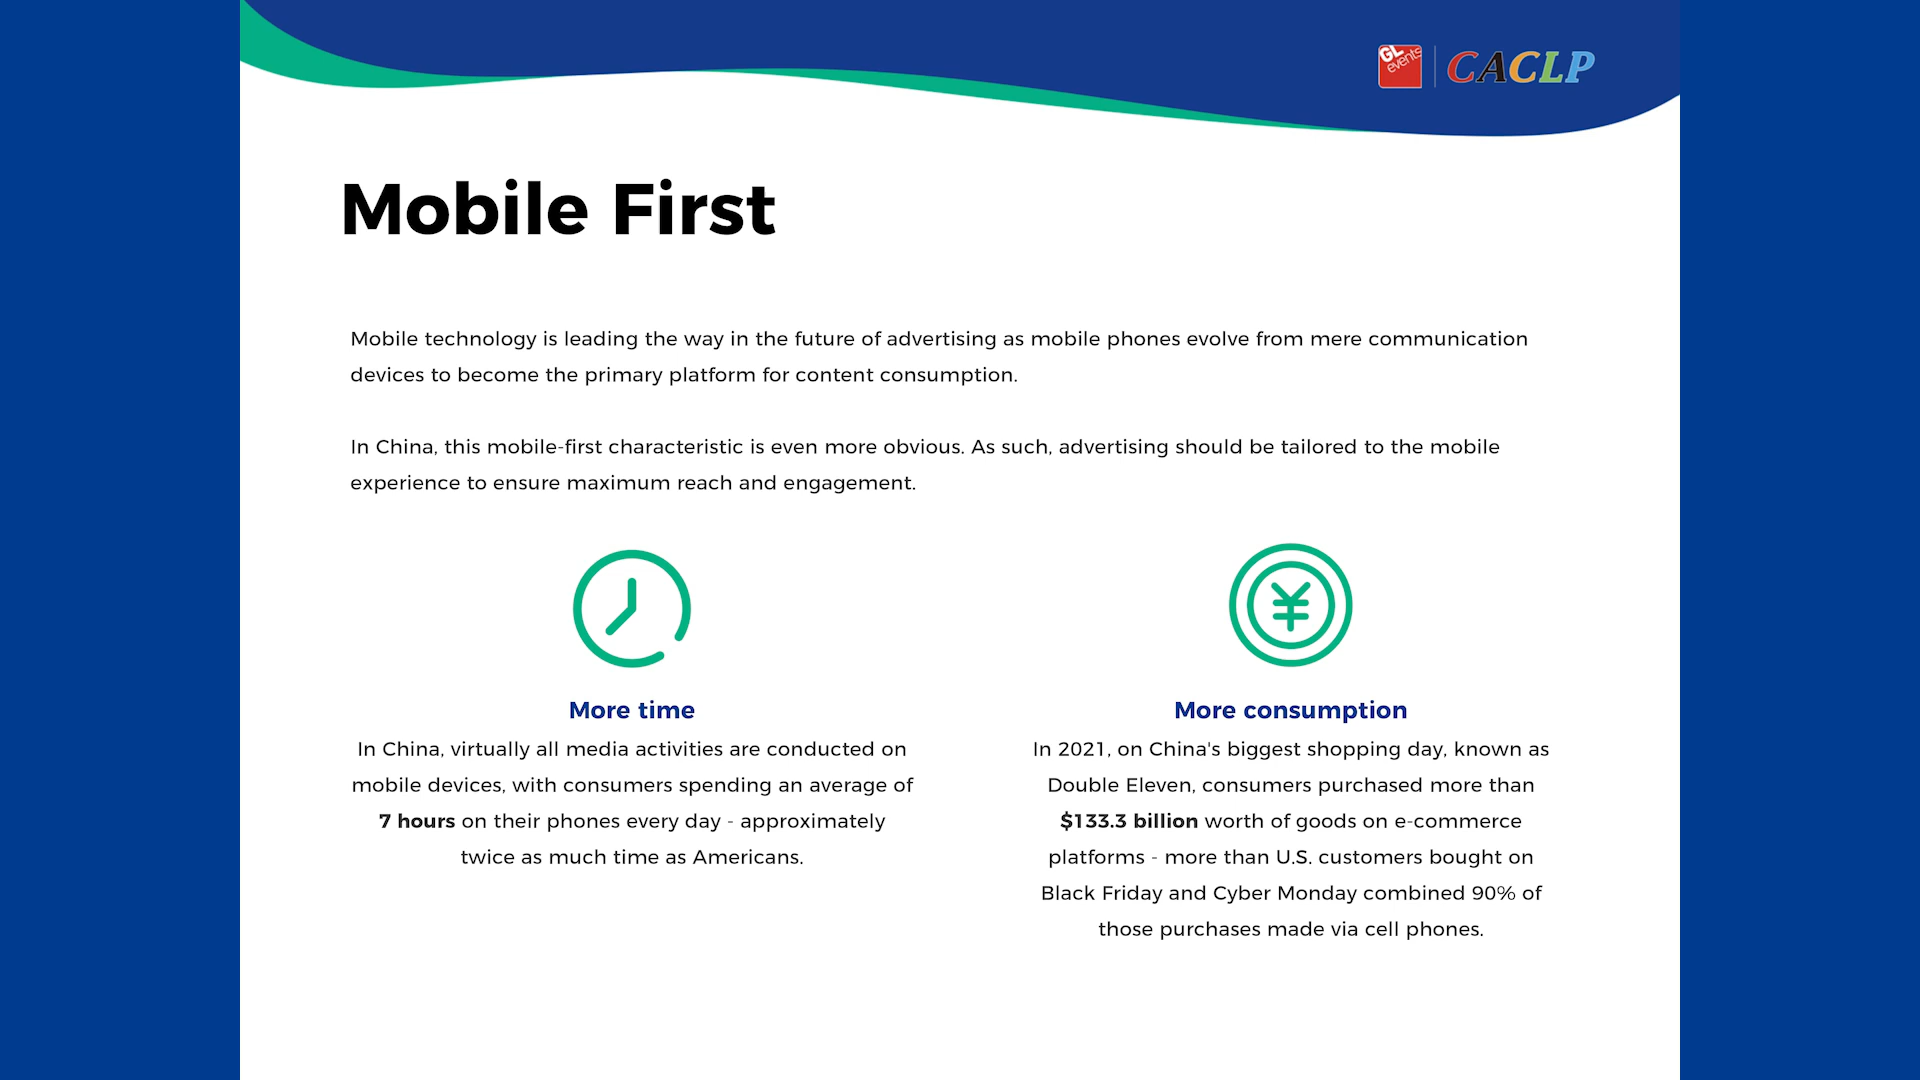 GL events
CACLP
Mobile First
Mobile technology is leading the way in the future of advertising as mobile phones evolve from mere communication
devices to become the primary platform for content consumption.
In China, this mobile-first characteristic is even more obvious. As such, advertising should be tailored to the mobile
experience to ensure maximum reach and engagement.
¥
More time
In China, virtually all media activities are conducted on
mobile devices, with consumers spending an average of
7 hours on their phones every day - approximately
twice as much time as Americans.
More consumption
In 2021, on China's biggest shopping day, known as
Double Eleven, consumers purchased more than
$133.3 billion worth of goods on e-commerce
platforms - more than U.S. customers bought on
Black Friday and Cyber Monday combined 90% of
those purchases made via cell phones.